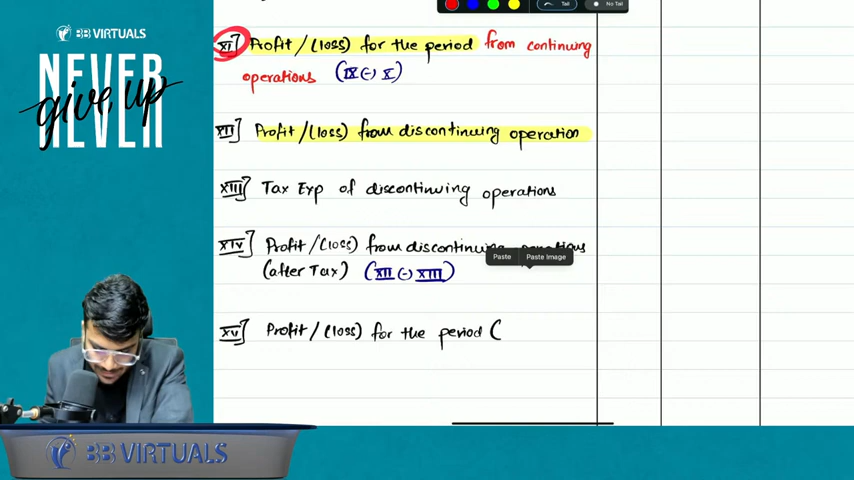 BB VIRTUALS
NEVER
give up
NEVER
Tail
No Tail
XI] Profit/(loss) for the period from continuing
operations (IX (-) X)
XII] Profit/(loss) from discontinuing operation
XIII] Tax Exp of discontinuing operations
XIV] Profit/(loss) from discontinuing operations
(after Tax) (XII (-) XIII)
Paste Paste Image
XV] Profit/(loss) for the period (
BB VIRTUALS